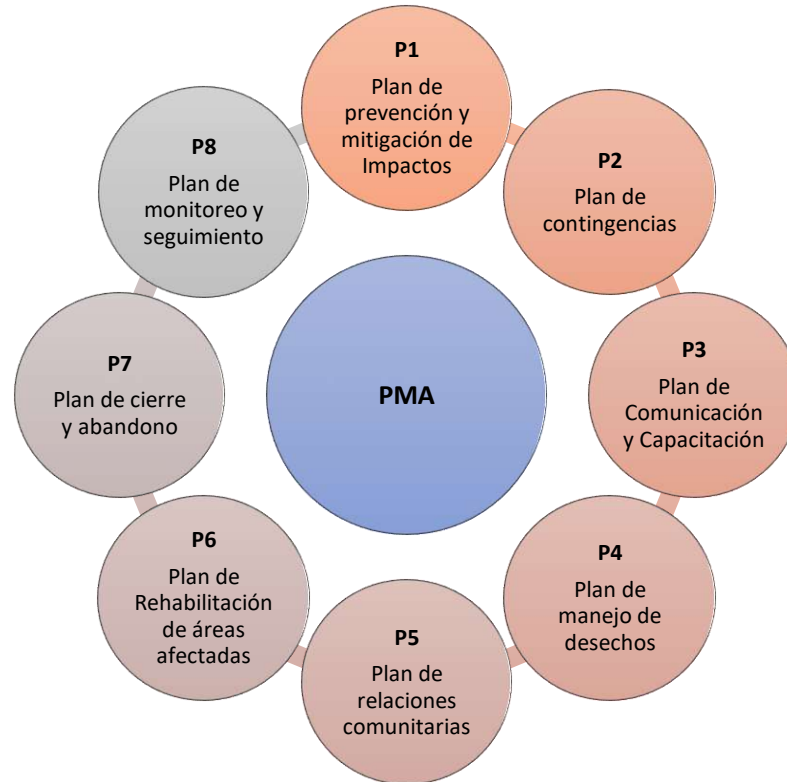 P1
Plan de
prevención y
mitigación de
Impactos
P2
Plan de
contingencias
P3
Plan de
Comunicación
y Capacitación
P4
Plan de
manejo de
desechos
P5
Plan de
relaciones
comunitarias
P6
Plan de
Rehabilitación
de áreas
afectadas
P7
Plan de cierre
y abandono
P8
Plan de
monitoreo y
seguimiento
PMA